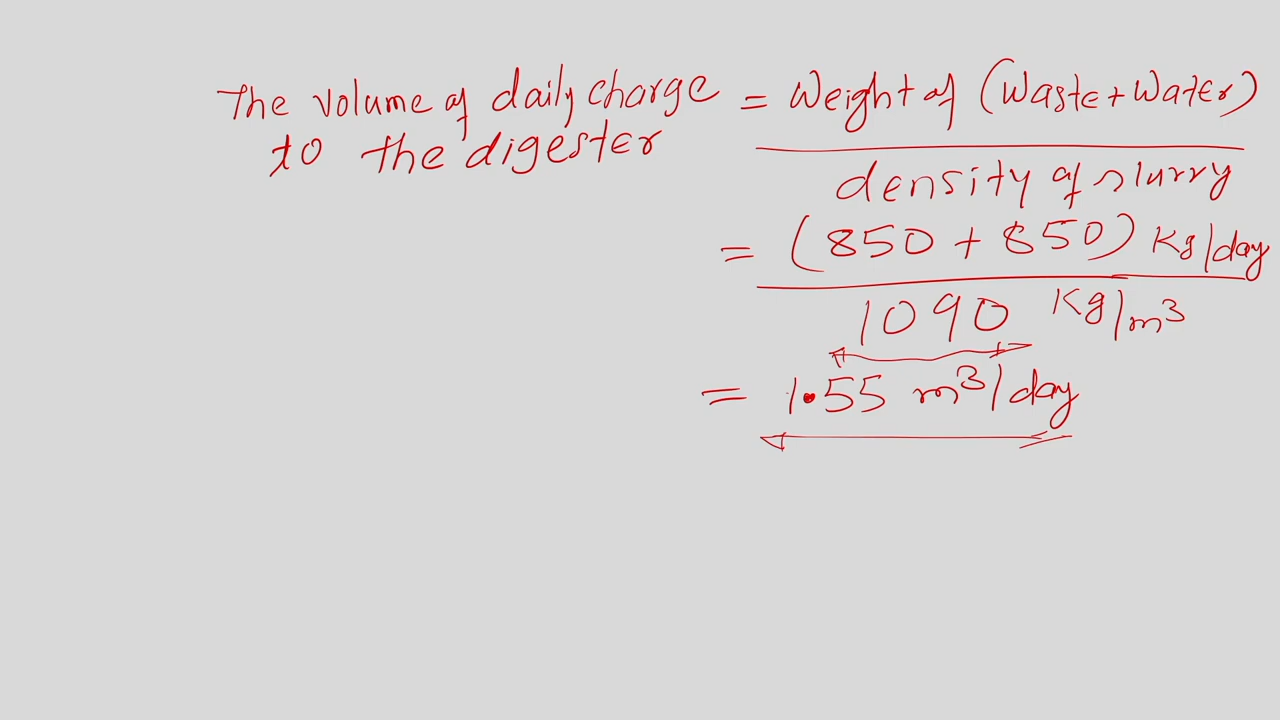 The volume of daily charge = Weight of (Waste + Water)
to the digester
density of slurry
= (850 + 850) Kg/day
1090 Kg/m³
= 1.55 m³/day